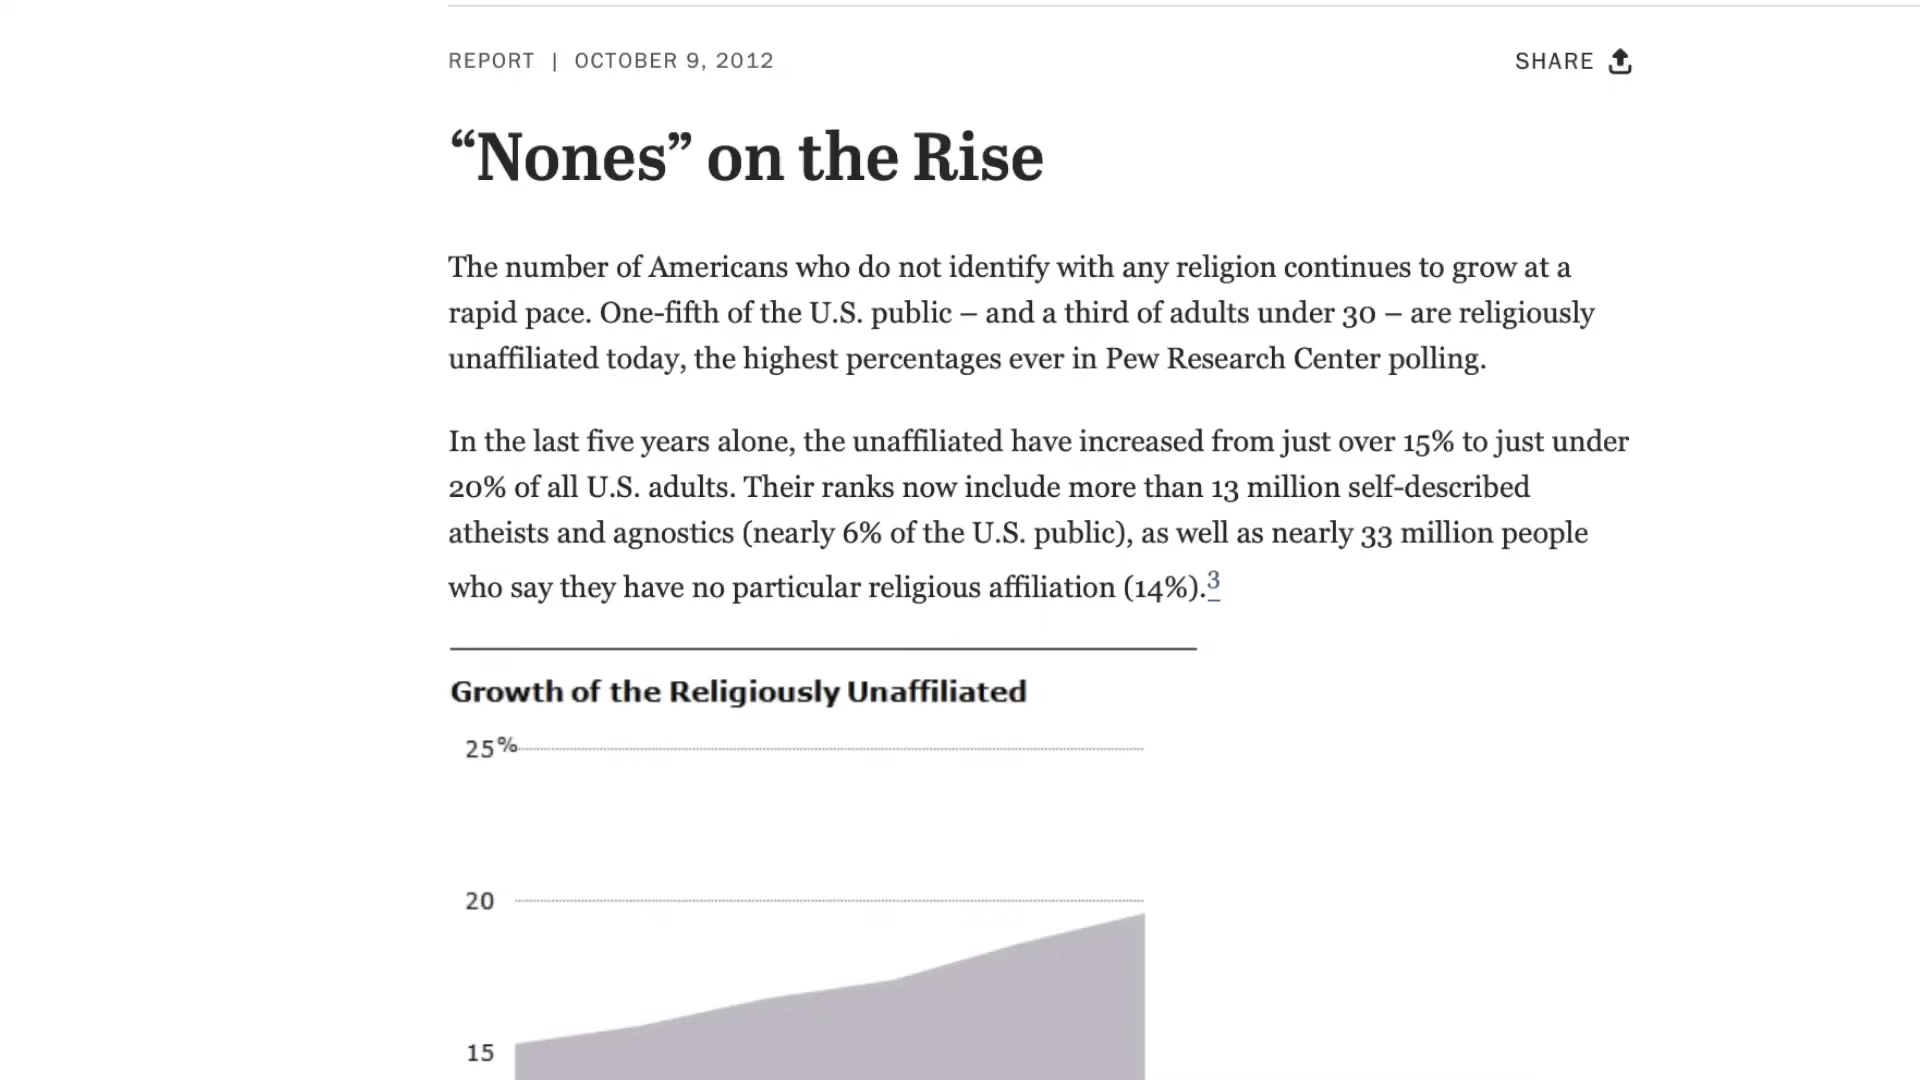 REPORT | OCTOBER 9, 2012
SHARE
“Nones” on the Rise
The number of Americans who do not identify with any religion continues to grow at a
rapid pace. One-fifth of the U.S. public – and a third of adults under 30 – are religiously
unaffiliated today, the highest percentages ever in Pew Research Center polling.
In the last five years alone, the unaffiliated have increased from just over 15% to just under
20% of all U.S. adults. Their ranks now include more than 13 million self-described
atheists and agnostics (nearly 6% of the U.S. public), as well as nearly 33 million people
who say they have no particular religious affiliation (14%).3
Growth of the Religiously Unaffiliated
25%
20
15